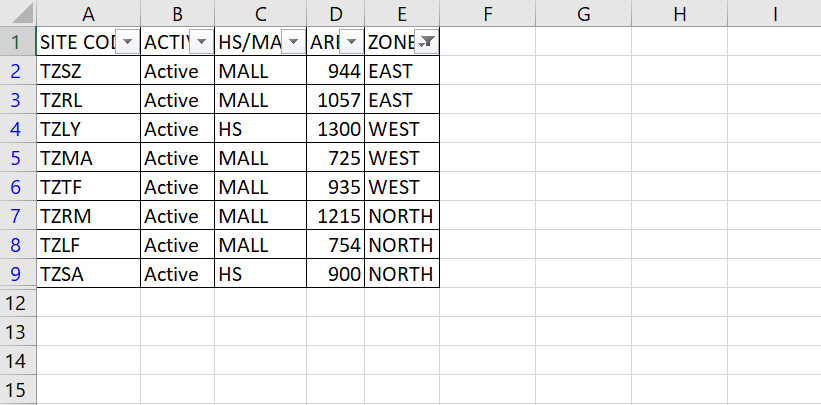 A B C D E F G H I
1 SITE COD ACTIV HS/MA ARE ZONE
2 TZSZ Active MALL 944 EAST
3 TZRL Active MALL 1057 EAST
4 TZLY Active HS 1300 WEST
5 TZMA Active MALL 725 WEST
6 TZTF Active MALL 935 WEST
7 TZRM Active MALL 1215 NORTH
8 TZLF Active MALL 754 NORTH
9 TZSA Active HS 900 NORTH
12
13
14
15